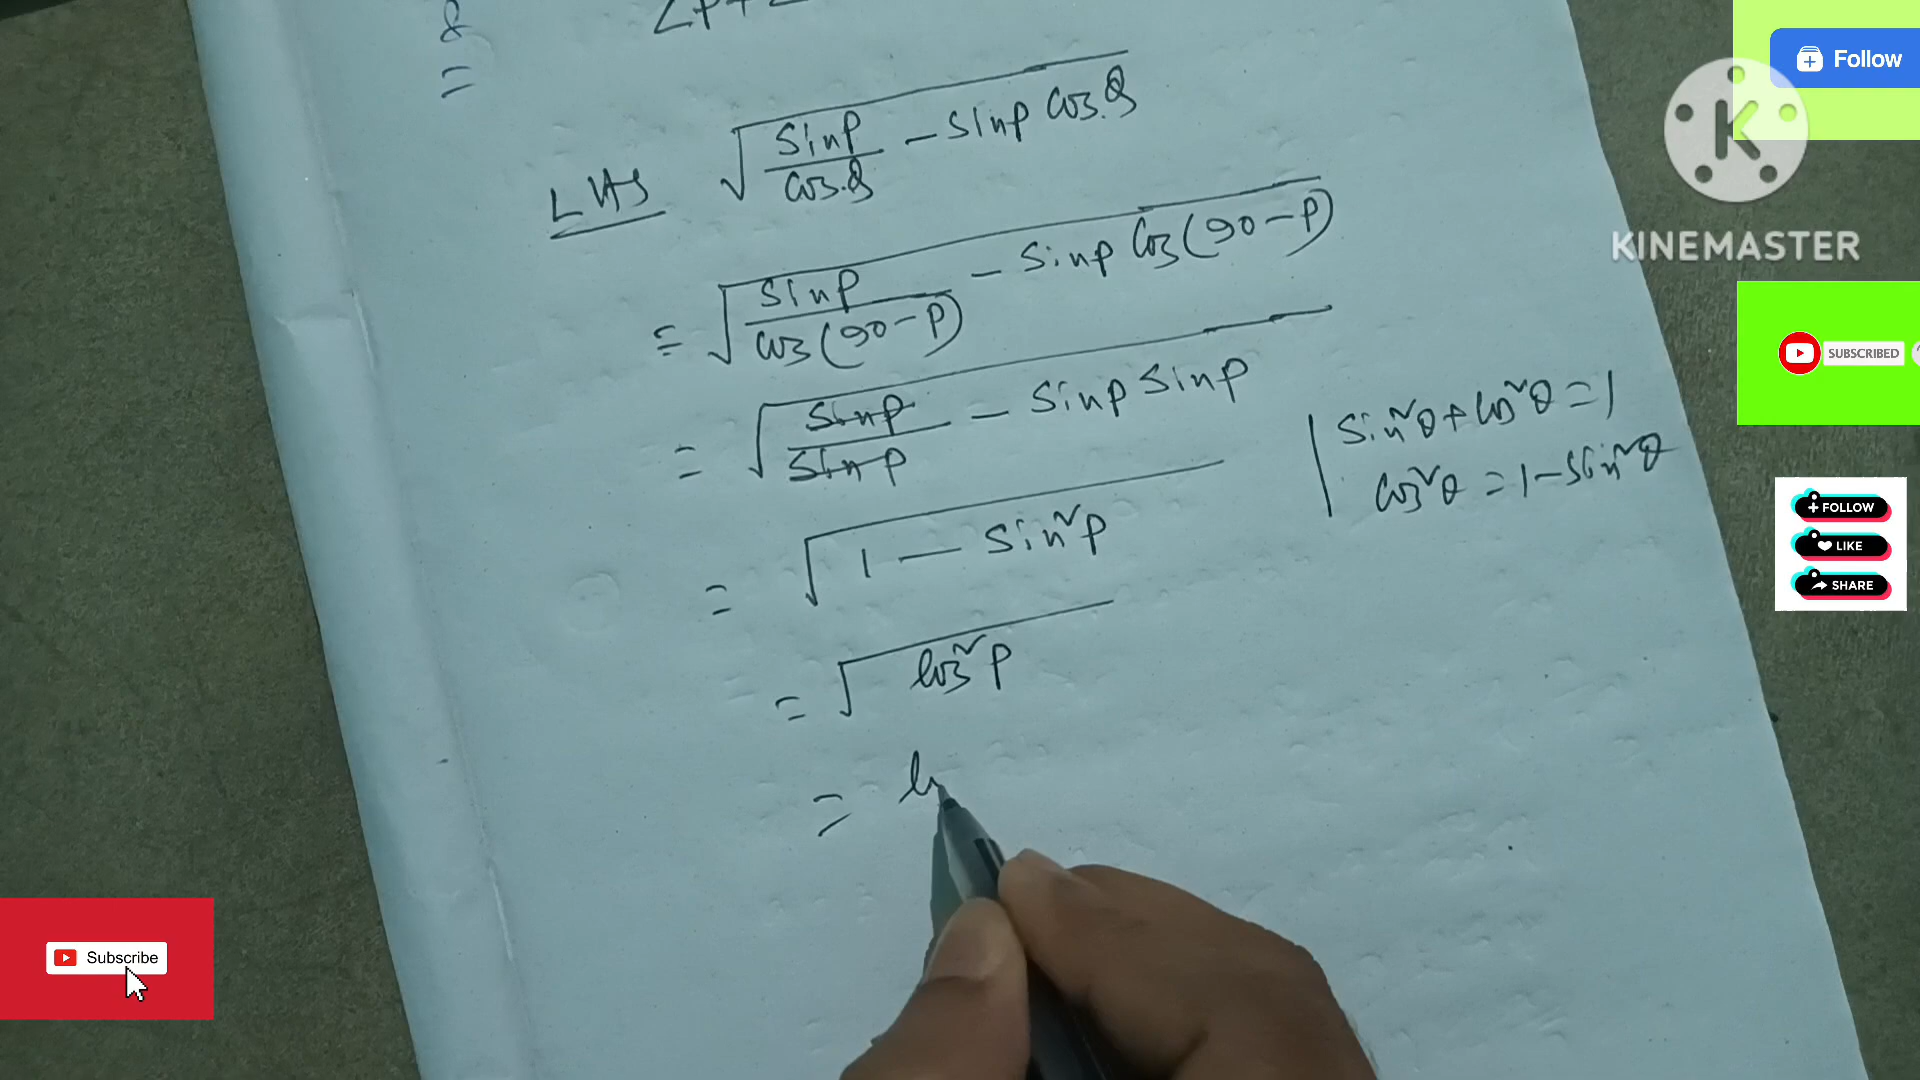 ∠P+∠
LHS √(sinP/cos.Q - sinP cos.Q)
= √(sinP/cos(90-P) - sinP cos(90-P))
= √(sinP/sinP - sinP sinP)
= √(1 - sin²P)
= √(cos²P)
=
sin²θ + cos²θ = 1
cos²θ = 1 - sin²θ
Follow
KINEMASTER
SUBSCRIBED
+ FOLLOW
LIKE
SHARE
Subscribe